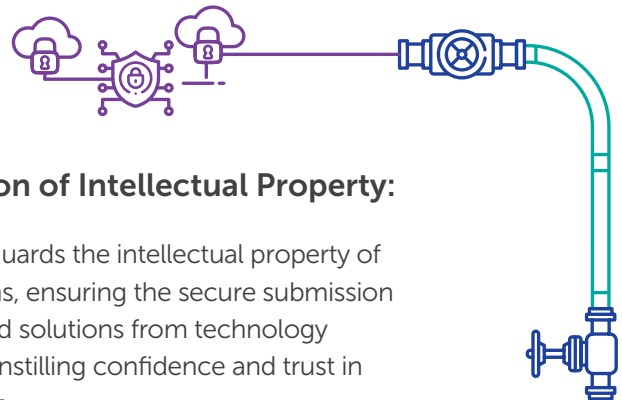 on of Intellectual Property:
uards the intellectual property of
s, ensuring the secure submission
d solutions from technology
nstilling confidence and trust in